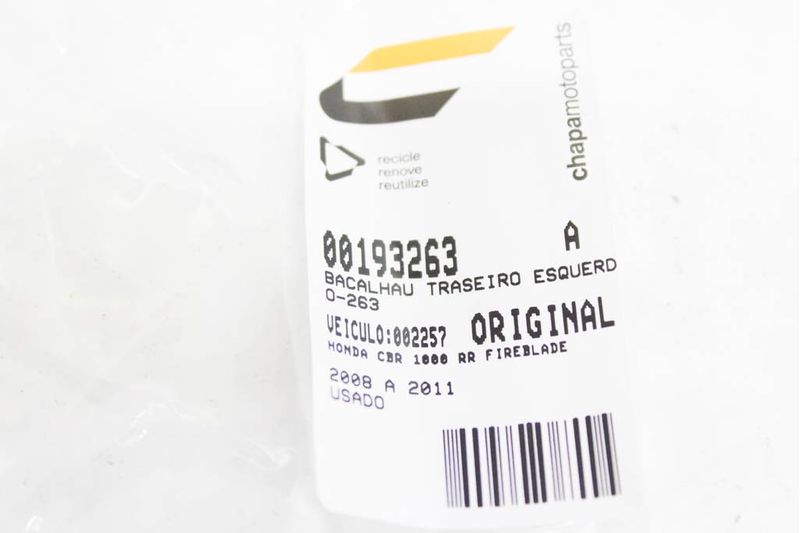 chapamotoparts
recicle
renove
reutilize
00193263 A
BACALHAU TRASEIRO ESQUERD
O-263
VEICULO:002257 ORIGINAL
HONDA CBR 1000 RR FIREBLADE
2008 A 2011
USADO